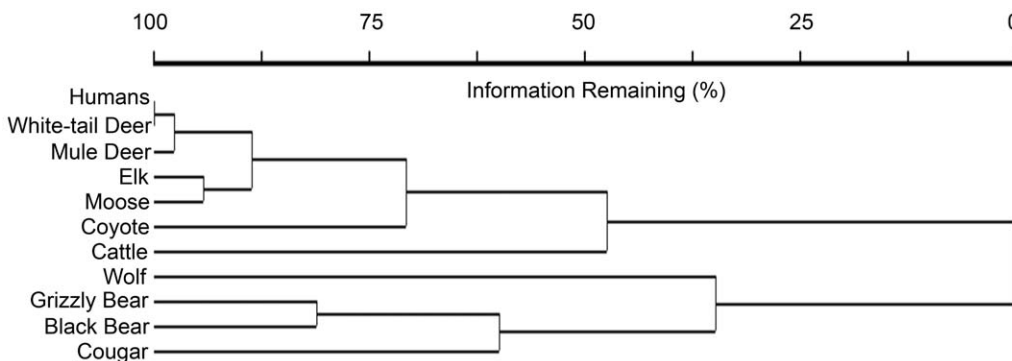 100 75 50 25 0
Information Remaining (%)
Humans
White-tail Deer
Mule Deer
Elk
Moose
Coyote
Cattle
Wolf
Grizzly Bear
Black Bear
Cougar